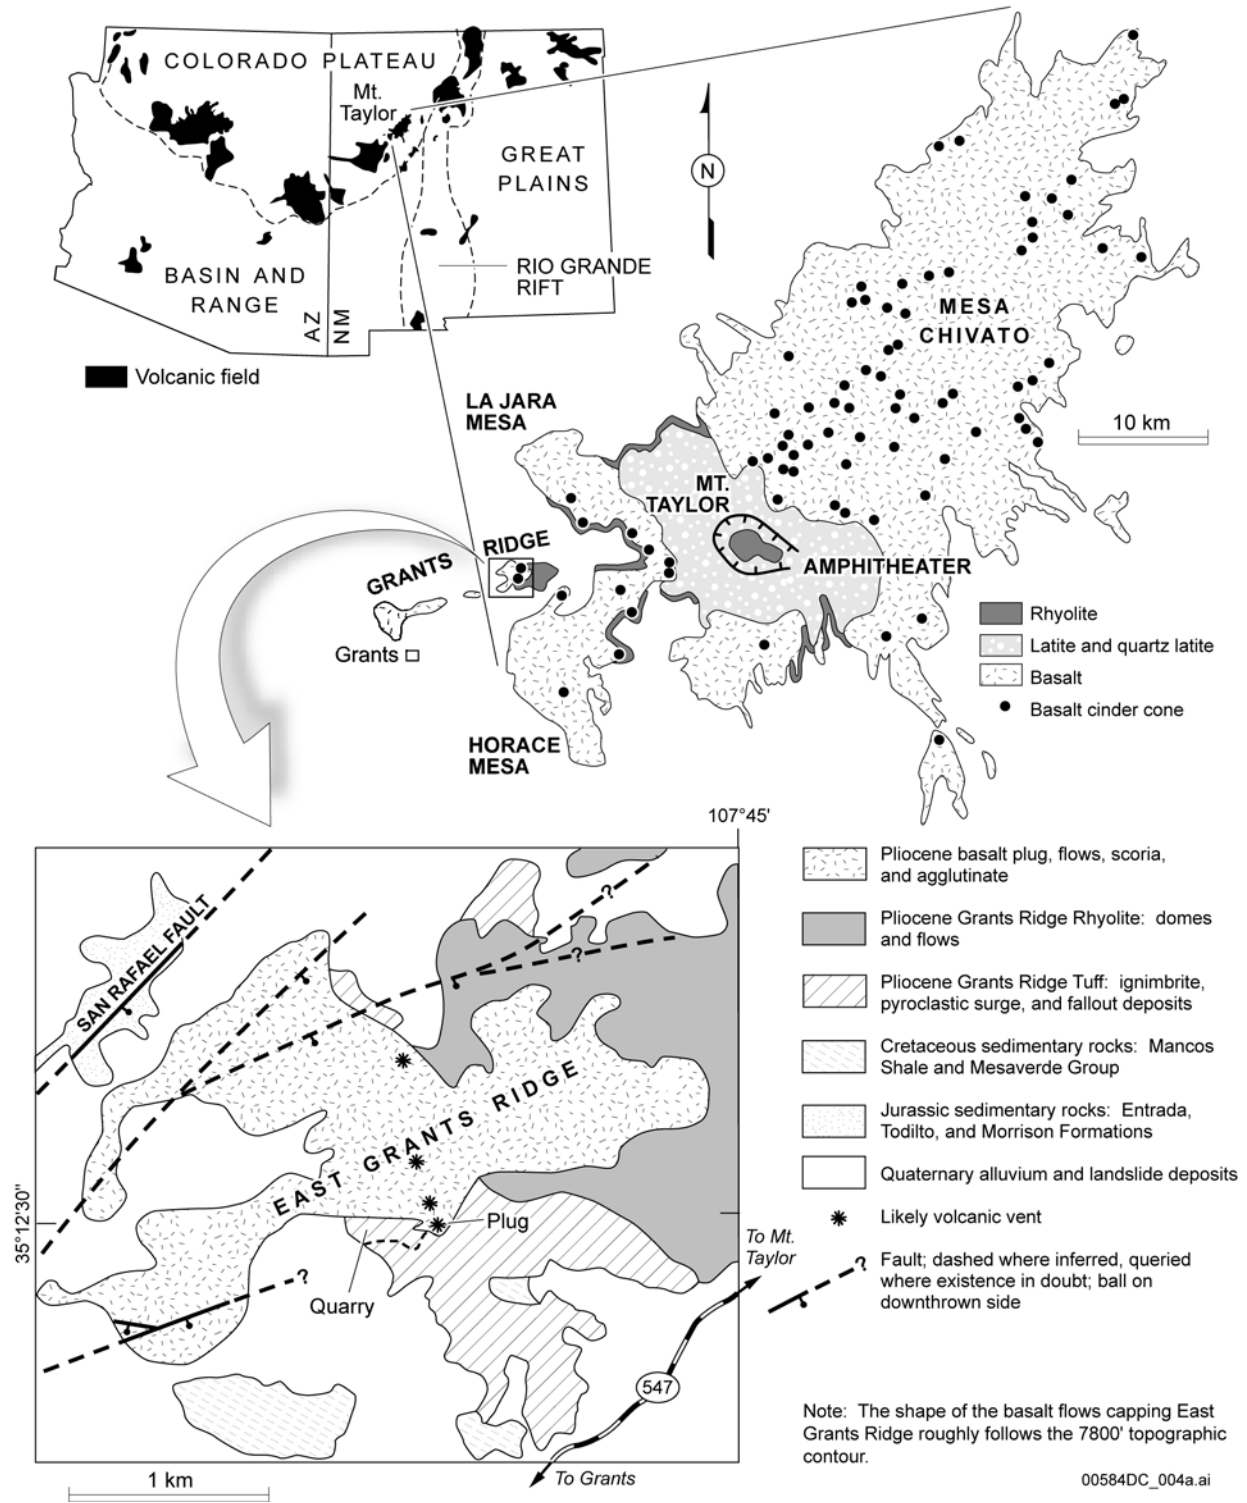 COLORADO PLATEAU
Mt.
Taylor
GREAT
PLAINS
BASIN AND
RANGE
AZ
NM
RIO GRANDE
RIFT
Volcanic field
N
MESA
CHIVATO
10 km
LA JARA
MESA
MT.
TAYLOR
AMPHITHEATER
GRANTS RIDGE
Grants
HORACE
MESA
Rhyolite
Latite and quartz latite
Basalt
Basalt cinder cone
107°45'
SAN RAFAEL FAULT
?
?
EAST GRANTS RIDGE
35°12'30"
Plug
Quarry
?
To Mt.
Taylor
547
To Grants
1 km
Pliocene basalt plug, flows, scoria,
and agglutinate
Pliocene Grants Ridge Rhyolite: domes
and flows
Pliocene Grants Ridge Tuff: ignimbrite,
pyroclastic surge, and fallout deposits
Cretaceous sedimentary rocks: Mancos
Shale and Mesaverde Group
Jurassic sedimentary rocks: Entrada,
Todilto, and Morrison Formations
Quaternary alluvium and landslide deposits
Likely volcanic vent
? Fault; dashed where inferred, queried
where existence in doubt; ball on
downthrown side
Note: The shape of the basalt flows capping East
Grants Ridge roughly follows the 7800' topographic
contour.
00584DC_004a.ai